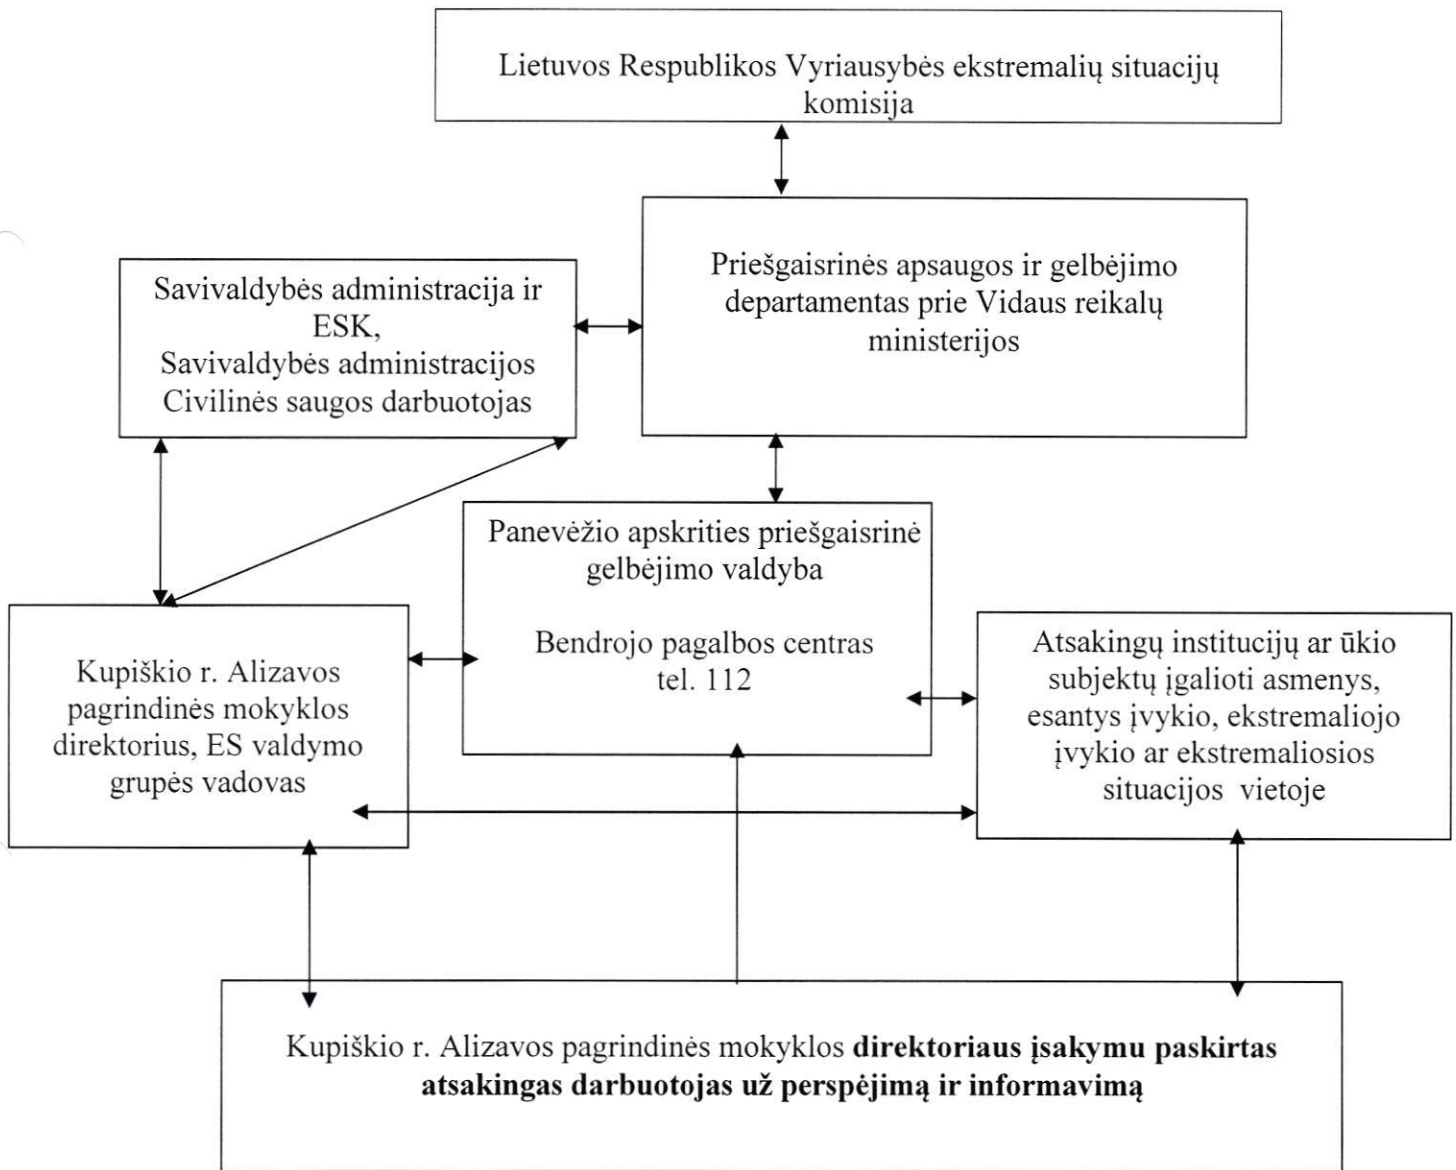 Lietuvos Respublikos Vyriausybės ekstremalių situacijų
komisija
Priešgaisrinės apsaugos ir gelbėjimo
departamentas prie Vidaus reikalų
ministerijos
Savivaldybės administracija ir
ESK,
Savivaldybės administracijos
Civilinės saugos darbuotojas
Panevėžio apskrities priešgaisrinė
gelbėjimo valdyba
Bendrojo pagalbos centras
tel. 112
Kupiškio r. Alizavos
pagrindinės mokyklos
direktorius, ES valdymo
grupės vadovas
Atsakingų institucijų ar ūkio
subjektų įgalioti asmenys,
esantys įvykio, ekstremaliojo
įvykio ar ekstremaliosios
situacijos vietoje
Kupiškio r. Alizavos pagrindinės mokyklos direktoriaus įsakymu paskirtas
atsakingas darbuotojas už perspėjimą ir informavimą